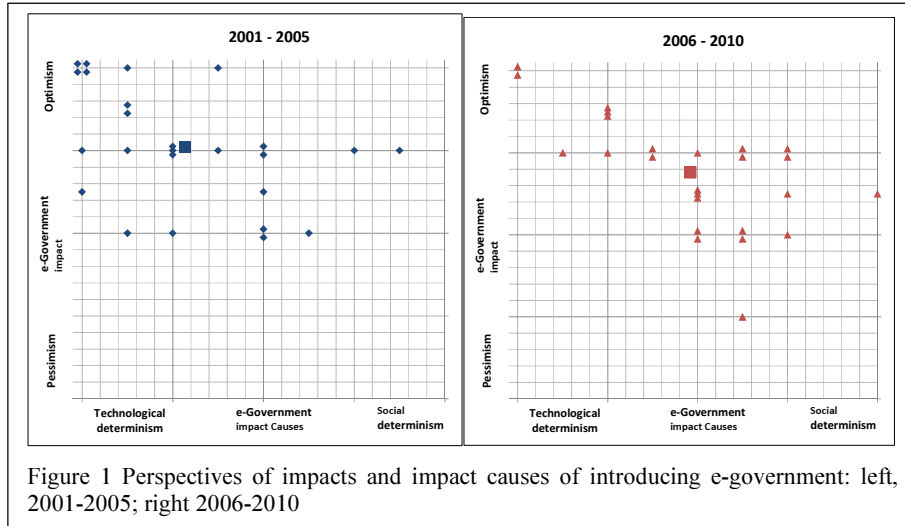 2001 - 2005
Optimism
e-Government
impact
Pessimism
Technological
determinism
e-Government
impact Causes
Social
determinism
2006 - 2010
Optimism
e-Government
impact
Pessimism
Technological
determinism
e-Government
impact Causes
Social
determinism
Figure 1 Perspectives of impacts and impact causes of introducing e-government: left,
2001-2005; right 2006-2010